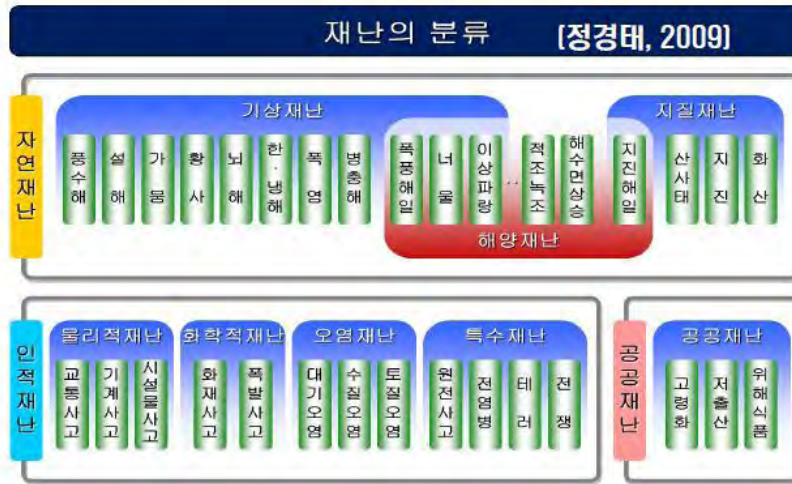 재난의 분류 [정경태, 2009]
자연재난
기상재난
지질재난
풍수해
설해
가뭄
황사
뇌해
한·냉해
폭염
병충해
폭풍해일
너울
이상파랑
··
적조녹조
해수면상승
지진해일
산사태
지진
화산
해양재난
인적재난
물리적재난
교통사고
기계사고
시설물사고
화학적재난
화재사고
폭발사고
오염재난
대기오염
수질오염
토질오염
특수재난
원전사고
전염병
테러
전쟁
공공재난
공공재난
고령화
저출산
위해식품